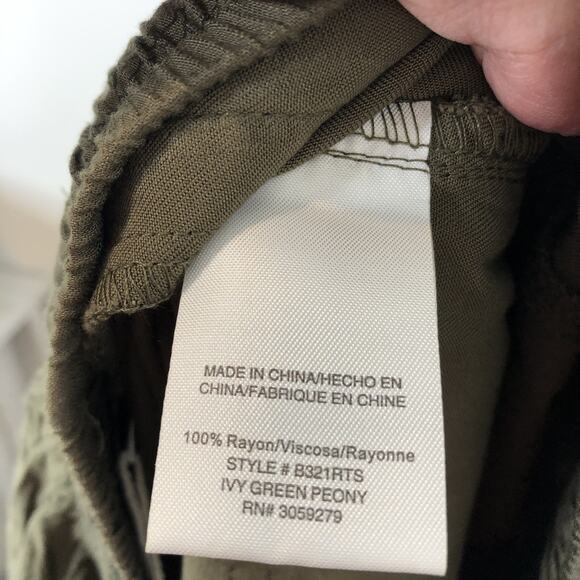 MADE IN CHINA/HECHO EN
CHINA/FABRIQUE EN CHINE
100% Rayon/Viscosa/Rayonne
STYLE # B321RTS
IVY GREEN PEONY
RN# 3059279